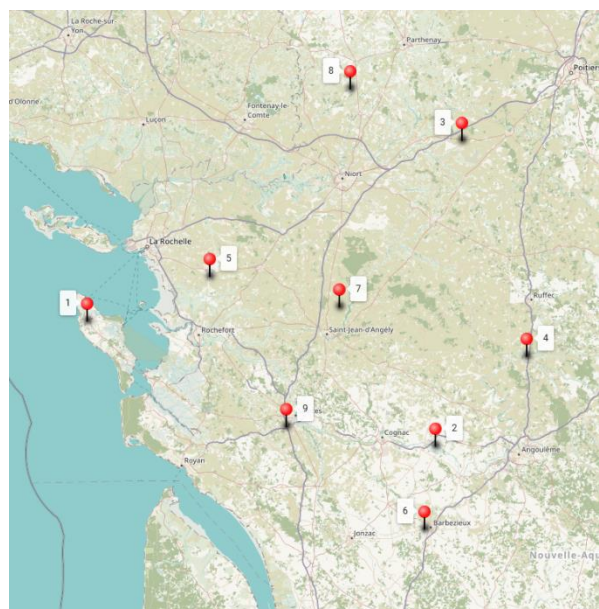 La Roche-sur
Yon
Parthenay
8
Poitiers
d'Olonne
Fontenay-le
Comte
Luçon
3
Niort
La Rochelle
5
7
Ruffec
1
Rochefort
Saint-Jean-d'Angély
4
9
2
Cognac
Angoulême
Royan
6
Barbezieux
Jonzac
Nouvelle-Aq